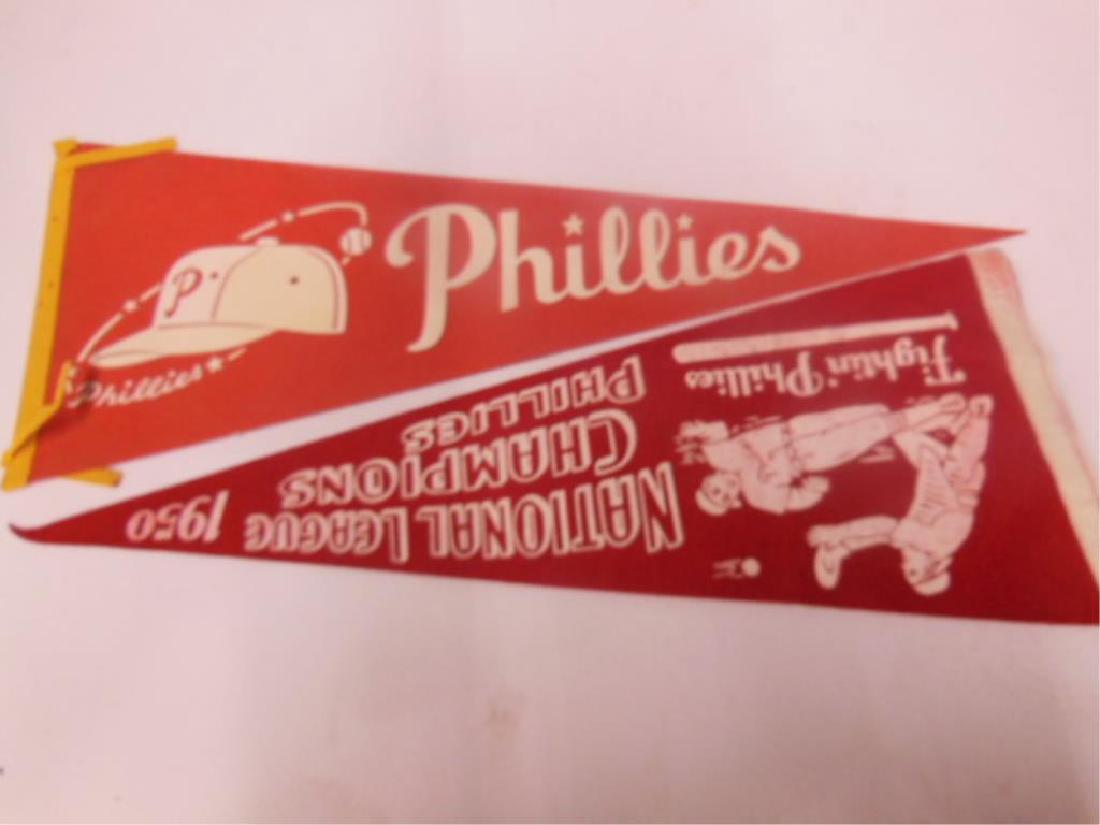 Phillies
P
Phillies
Fightin' Phillies
NATIONAL LEAGUE
CHAMPIONS
PHILLIES
1950